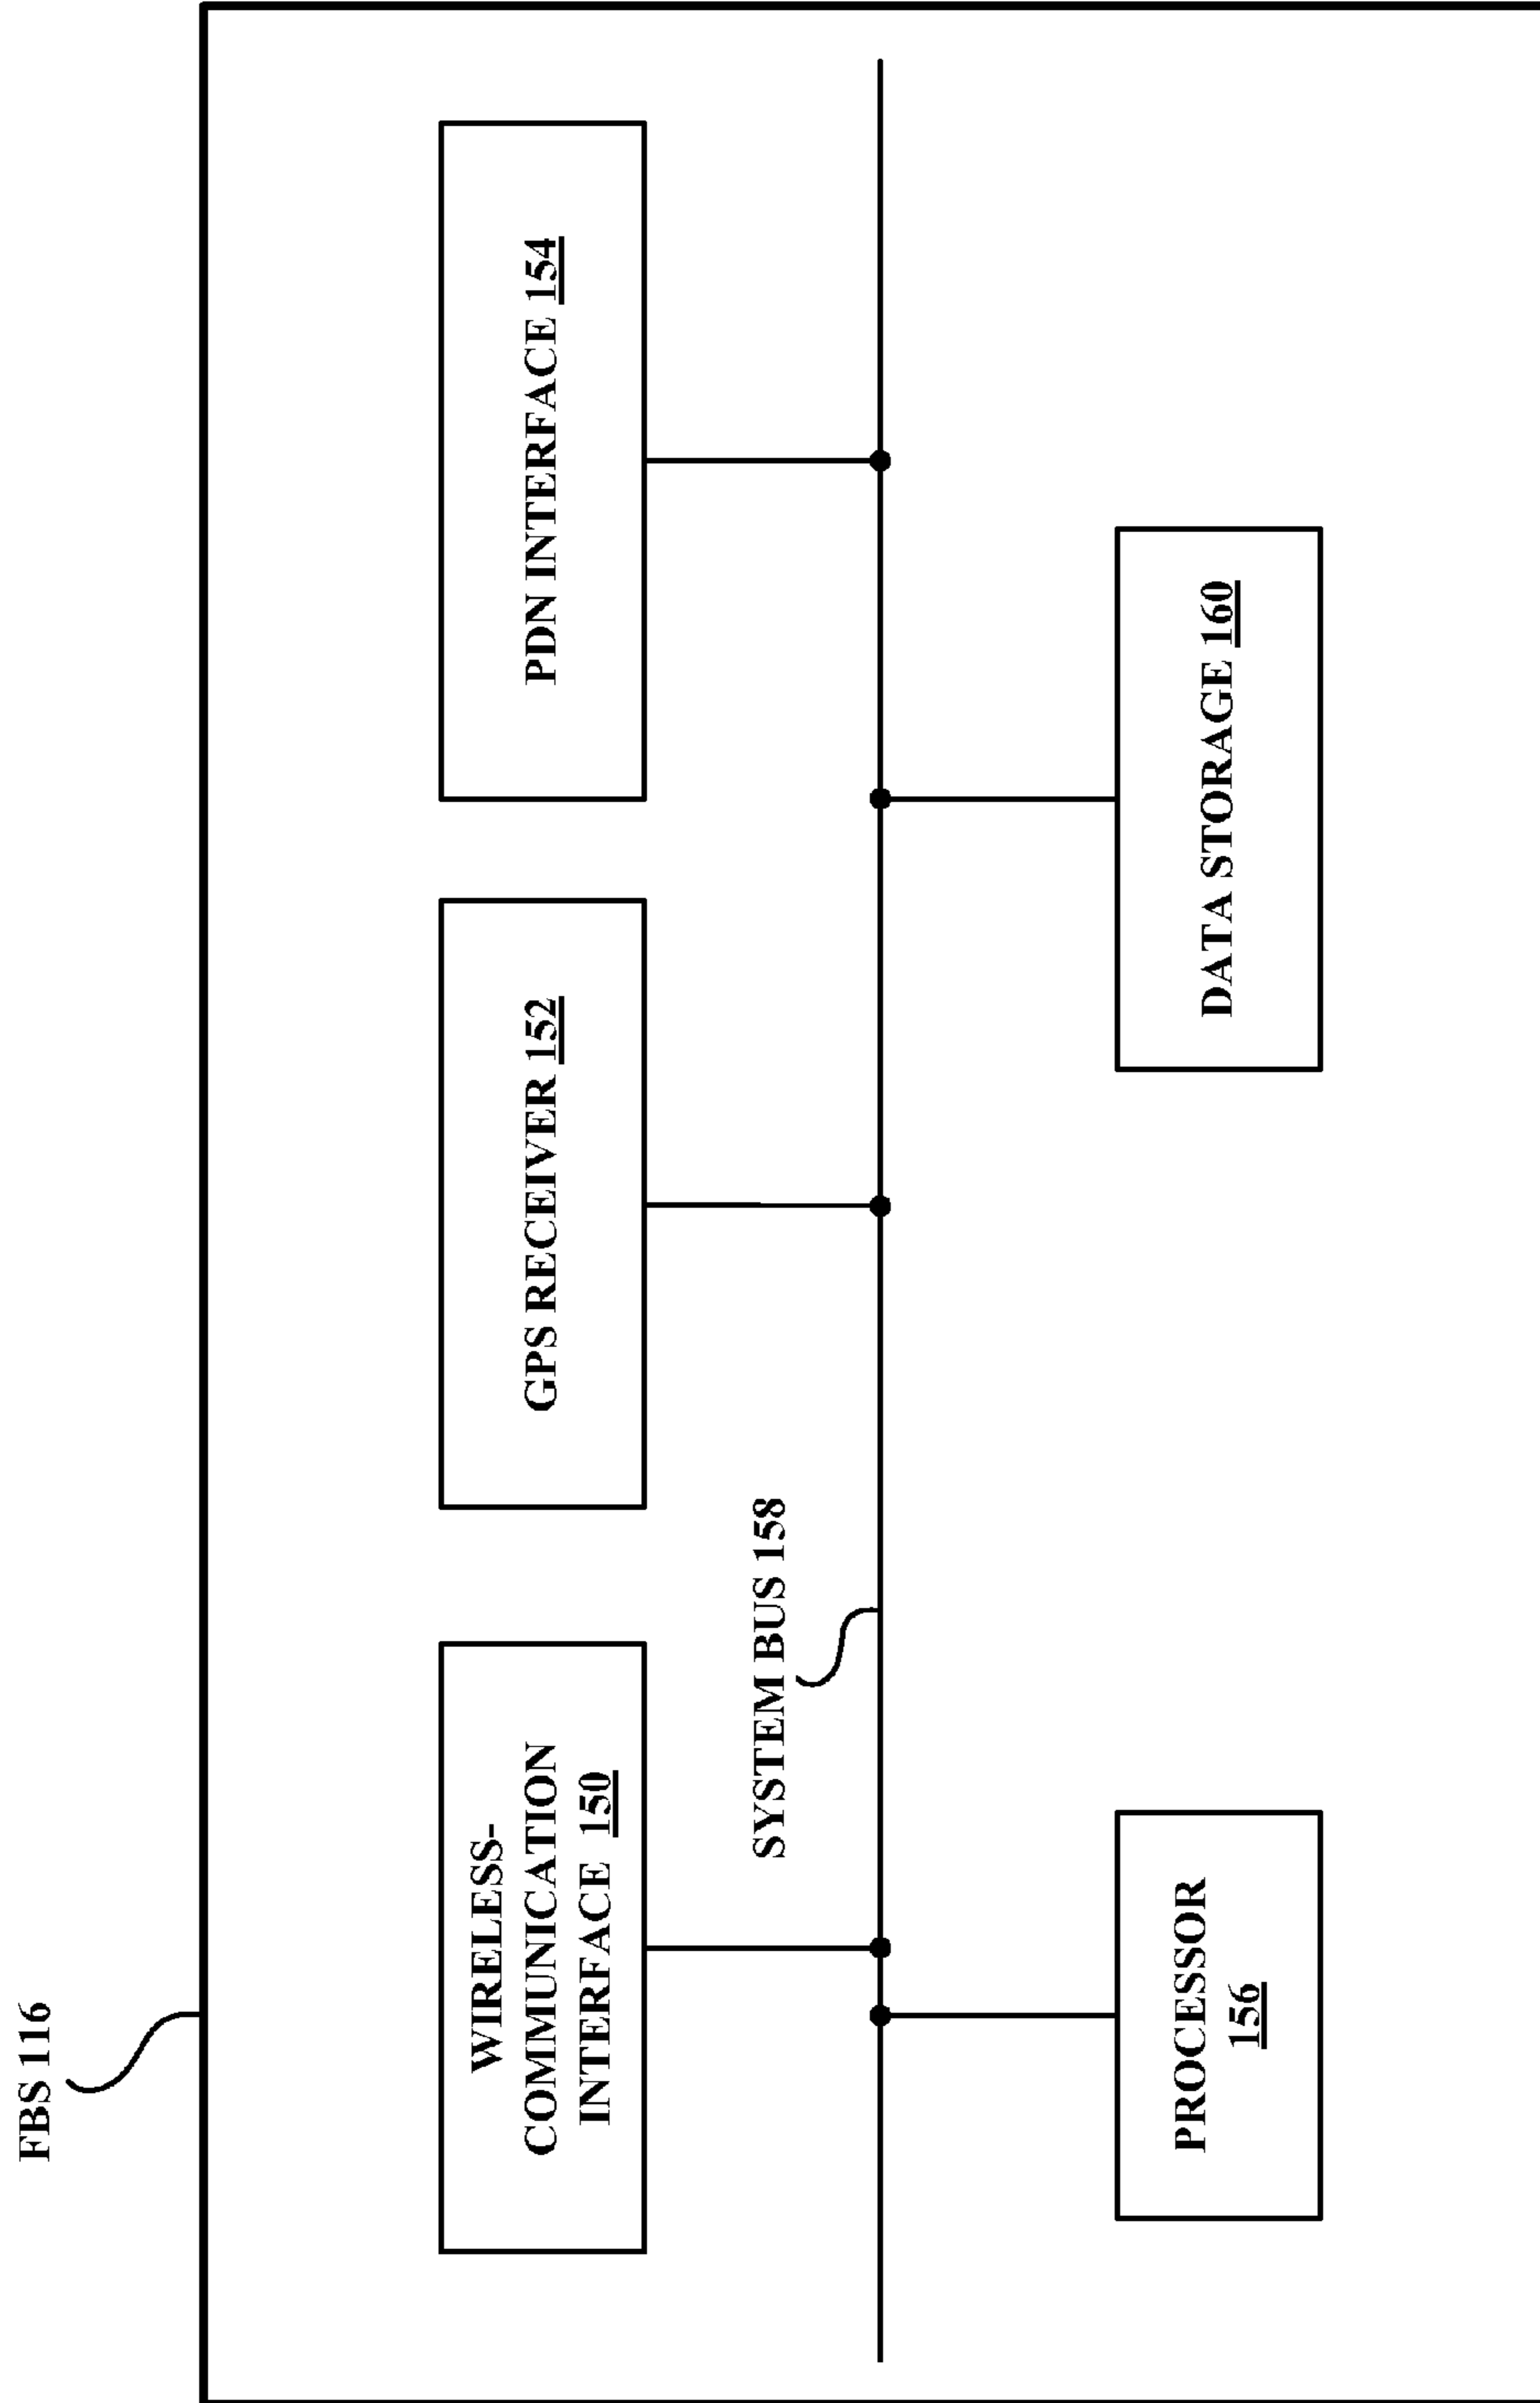 FBS 116
WIRELESS-
COMMUNICATION
INTERFACE 150
GPS RECEIVER 152
PDN INTERFACE 154
SYSTEM BUS 158
PROCESSOR
156
DATA STORAGE 160